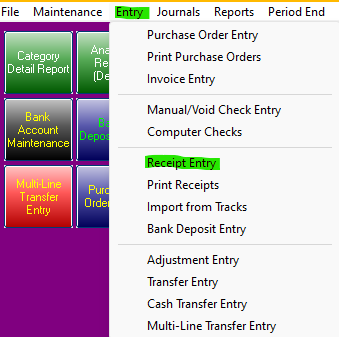 File Maintenance Entry Journals Reports Period End
Category
Detail Report
Ana
Re
(De
Bank
Account
Maintenance
Ba
Depos
Multi-Line
Transfer
Entry
Purc
Order
Purchase Order Entry
Print Purchase Orders
Invoice Entry
Manual/Void Check Entry
Computer Checks
Receipt Entry
Print Receipts
Import from Tracks
Bank Deposit Entry
Adjustment Entry
Transfer Entry
Cash Transfer Entry
Multi-Line Transfer Entry